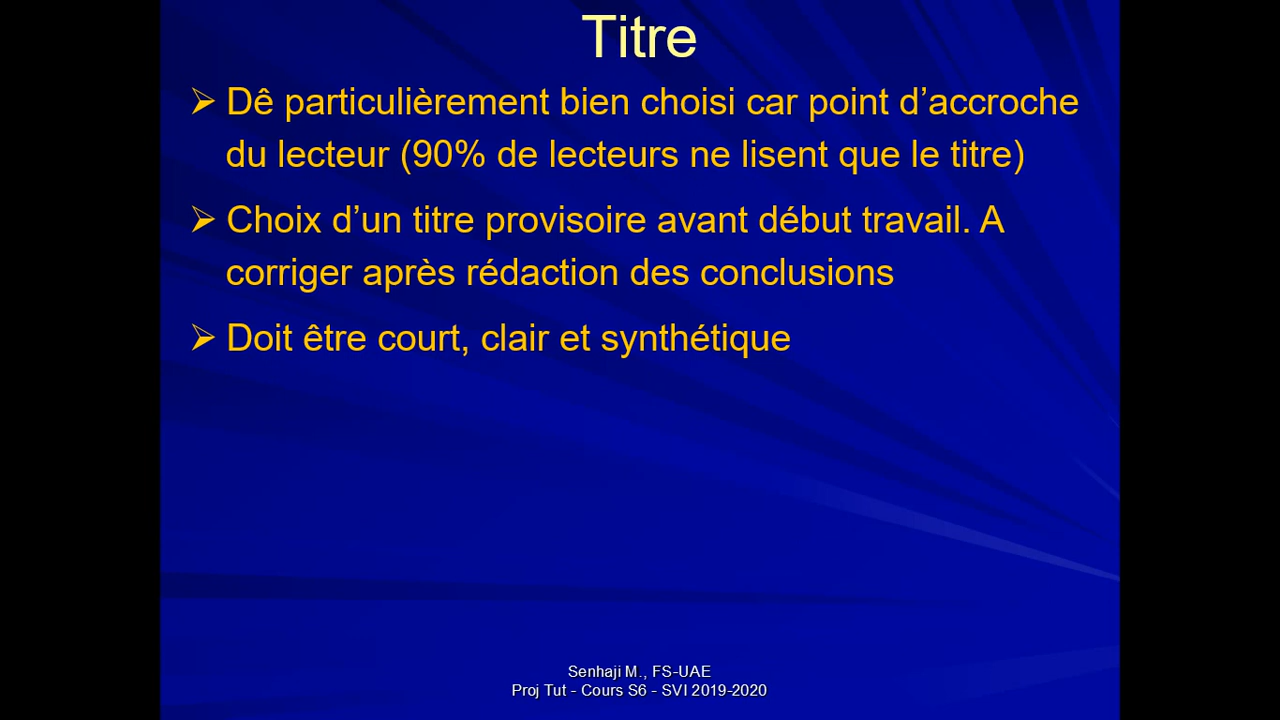 Titre
Dê particulièrement bien choisi car point d’accroche
du lecteur (90% de lecteurs ne lisent que le titre)
Choix d’un titre provisoire avant début travail. A
corriger après rédaction des conclusions
Doit être court, clair et synthétique
Senhaji M., FS-UAE
Proj Tut - Cours S6 - SVI 2019-2020